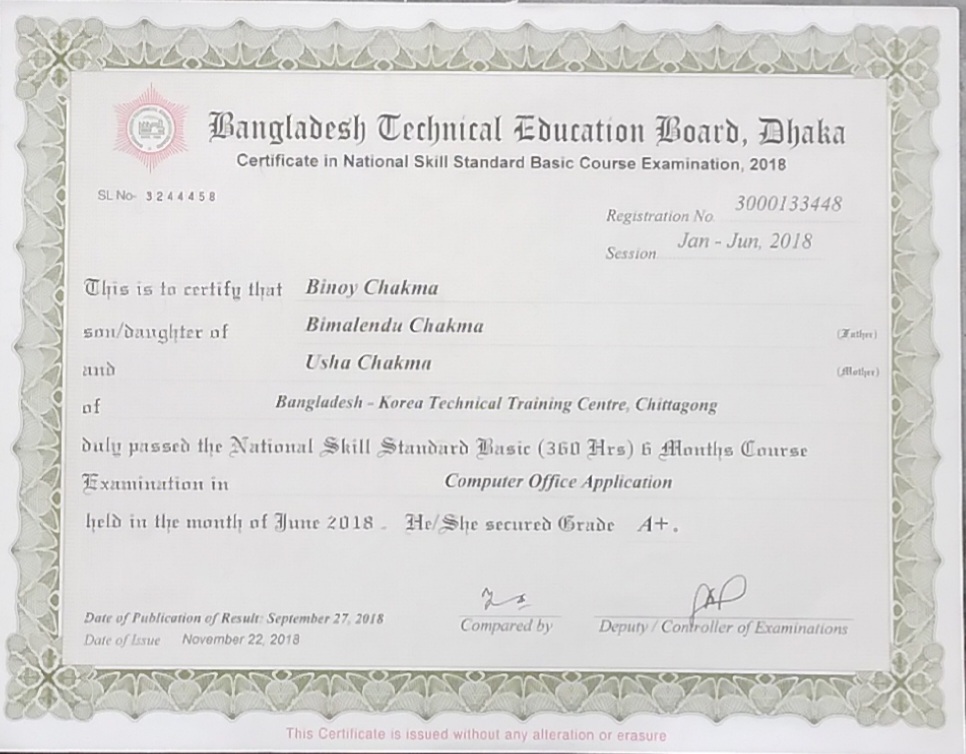 Bangladesh Technical Education Board, Dhaka
Certificate in National Skill Standard Basic Course Examination, 2018
SL No- 3244458
Registration No. 3000133448
Session Jan - Jun, 2018
This is to certify that Binoy Chakma
son/daughter of Bimalendu Chakma (Father)
and Usha Chakma (Mother)
of Bangladesh - Korea Technical Training Centre, Chittagong
duly passed the National Skill Standard Basic (360 Hrs) 6 Months Course
Examination in Computer Office Application
held in the month of June 2018 . He/She secured Grade A+.
Date of Publication of Result: September 27, 2018
Date of Issue November 22, 2018
Compared by
Deputy / Controller of Examinations
This Certificate is issued without any alteration or erasure